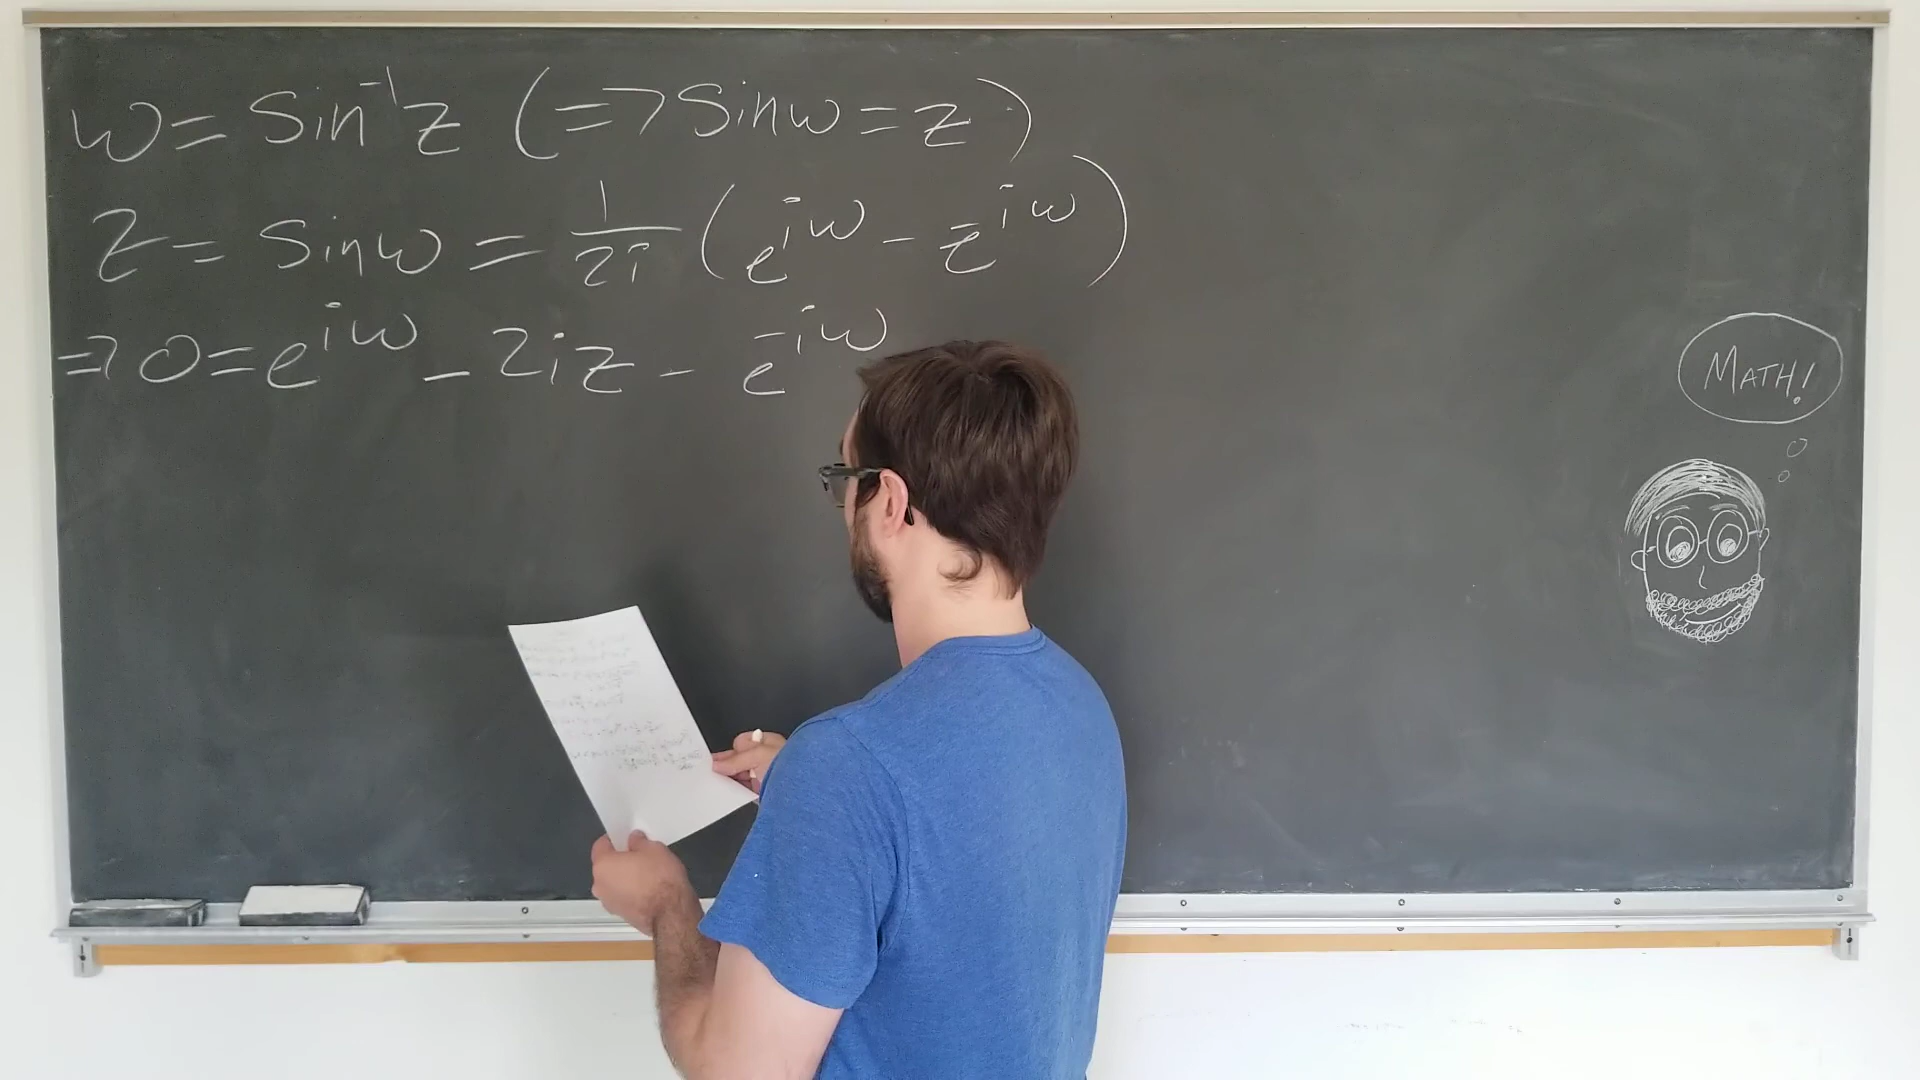 w = Sin⁻¹z (=> Sinw = z)
z = Sinw = 1/2i (e^iw - e^-iw)
=> 0 = e^iw - 2iz - e^-iw
MATH!